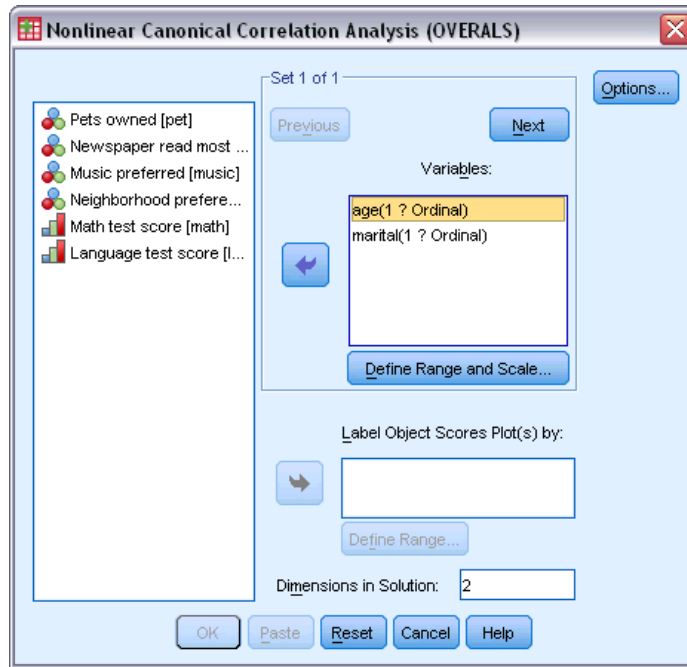 Nonlinear Canonical Correlation Analysis (OVERALS)
Set 1 of 1
Options...
Previous
Next
Pets owned [pet]
Newspaper read most ...
Music preferred [music]
Neighborhood prefere...
Math test score [math]
Language test score [l...
Variables:
age(1 ? Ordinal)
marital(1 ? Ordinal)
Define Range and Scale...
Label Object Scores Plot(s) by:
Define Range...
Dimensions in Solution: 2
OK Paste Reset Cancel Help